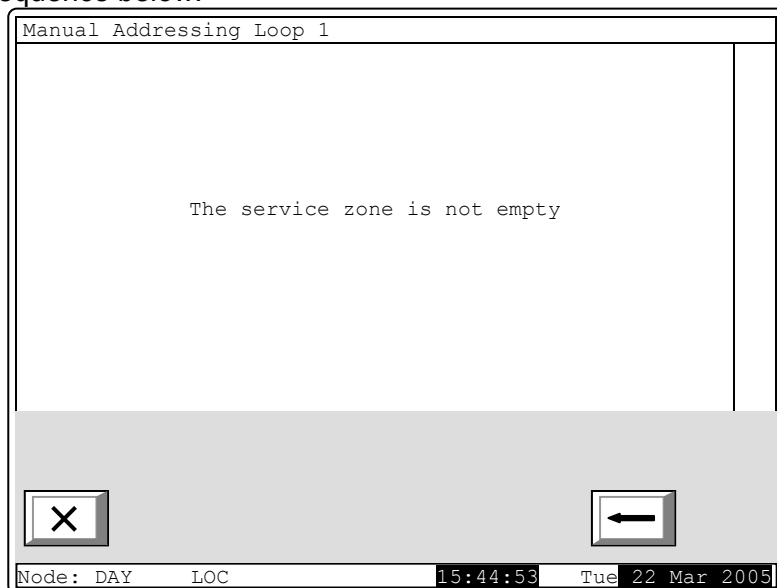 Manual Addressing Loop 1
The service zone is not empty
Node: DAY LOC 15:44:53 Tue 22 Mar 2005